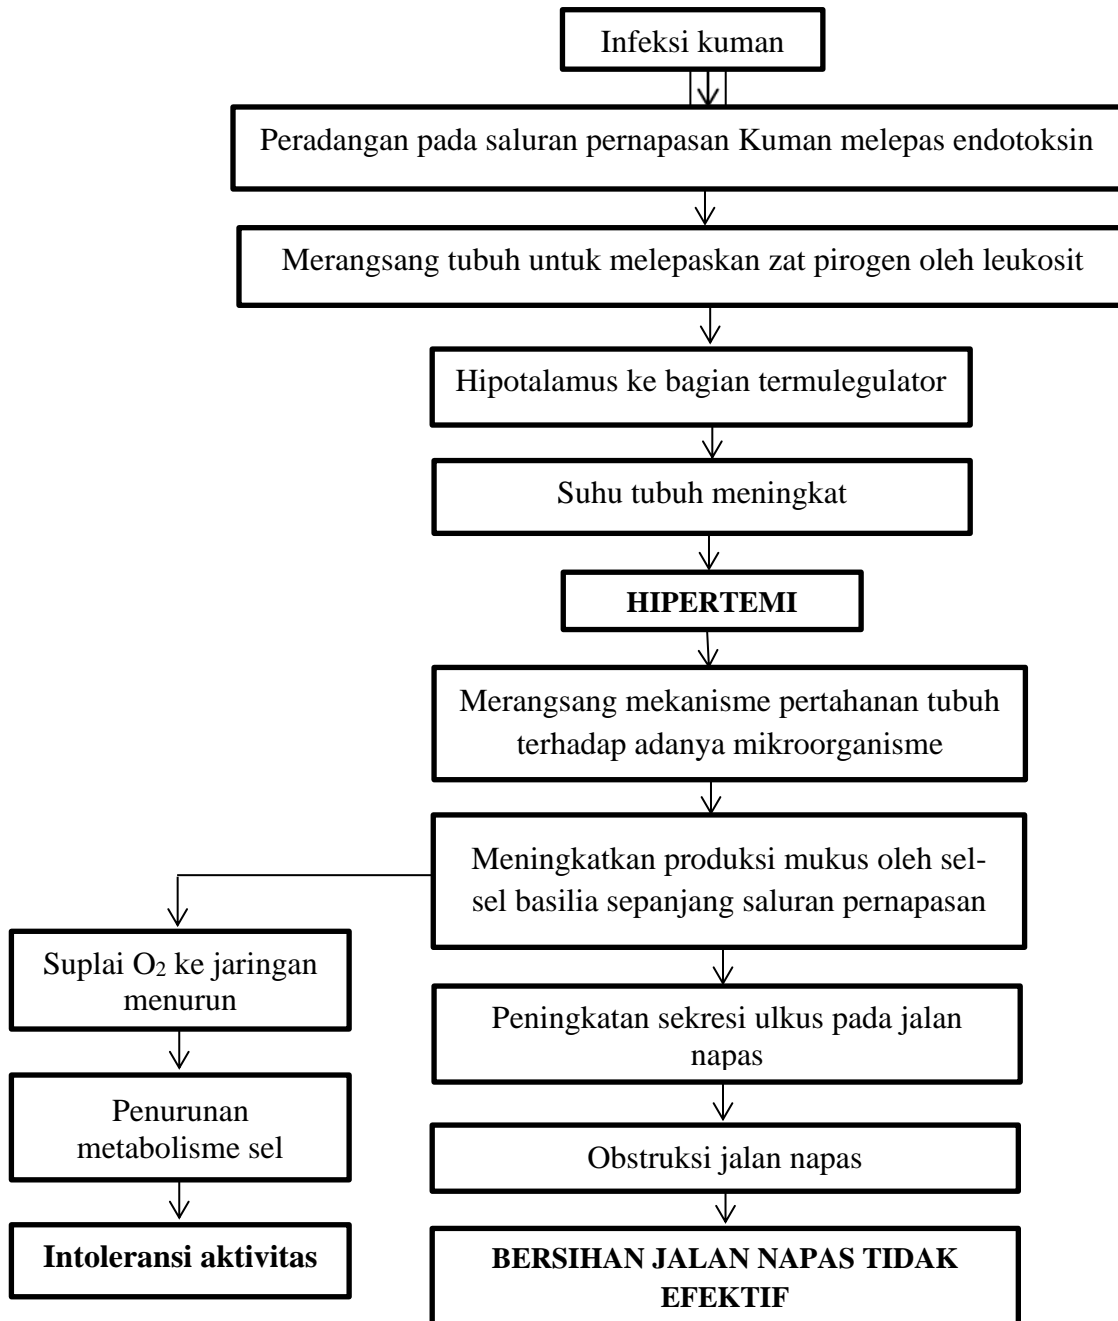 Infeksi kuman
Peradangan pada saluran pernapasan Kuman melepas endotoksin
Merangsang tubuh untuk melepaskan zat pirogen oleh leukosit
Hipotalamus ke bagian termulegulator
Suhu tubuh meningkat
HIPERTEMI
Merangsang mekanisme pertahanan tubuh
terhadap adanya mikroorganisme
Meningkatkan produksi mukus oleh sel-
sel basilia sepanjang saluran pernapasan
Suplai O₂ ke jaringan
menurun
Peningkatan sekresi ulkus pada jalan
napas
Penurunan
metabolisme sel
Obstruksi jalan napas
Intoleransi aktivitas
BERSIHAN JALAN NAPAS TIDAK
EFEKTIF